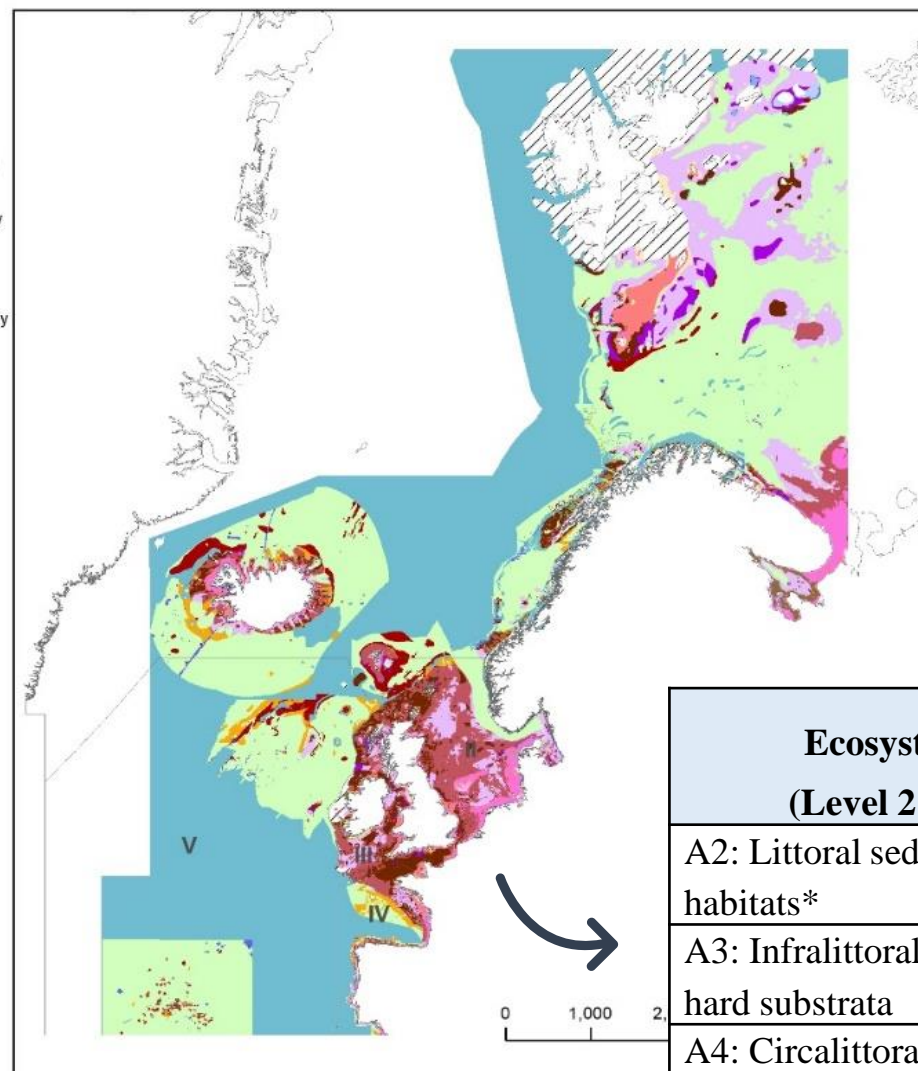 y
II
V
III
IV
0 1,000 2,
Ecosyst
(Level 2
A2: Littoral sed
habitats*
A3: Infralittoral
hard substrata
A4: Circalittora